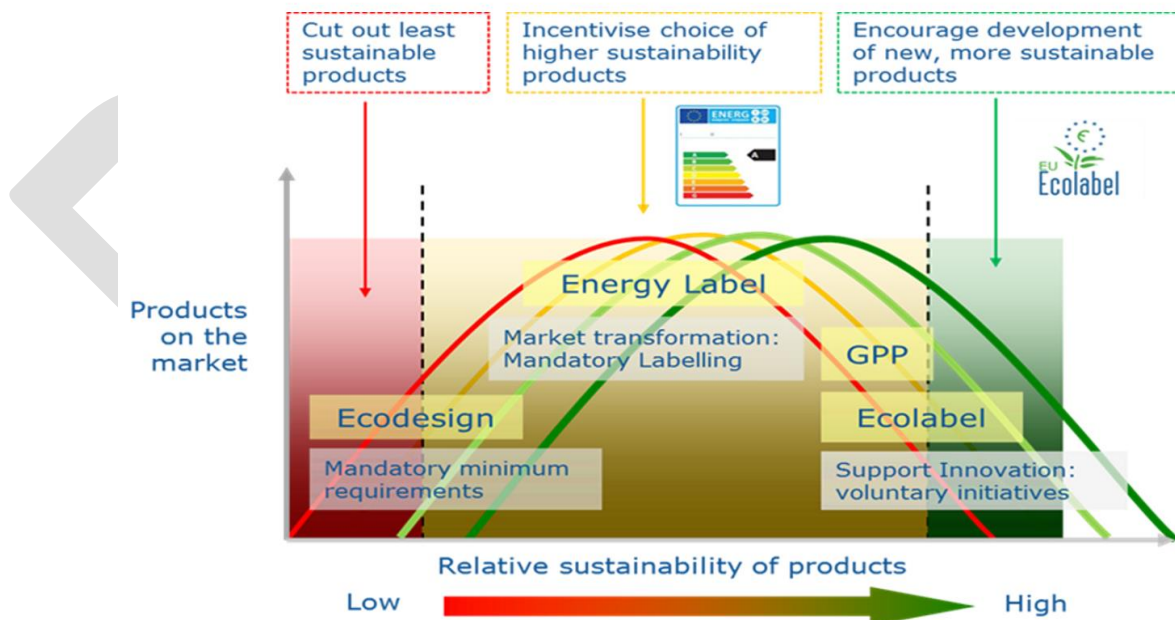 Cut out least
sustainable
products
Incentivise choice of
higher sustainability
products
Encourage development
of new, more sustainable
products
ENERG
A
EU
Ecolabel
Products
on the
market
Energy Label
Market transformation:
Mandatory Labelling
GPP
Ecodesign
Ecolabel
Mandatory minimum
requirements
Support Innovation:
voluntary initiatives
Relative sustainability of products
Low
High